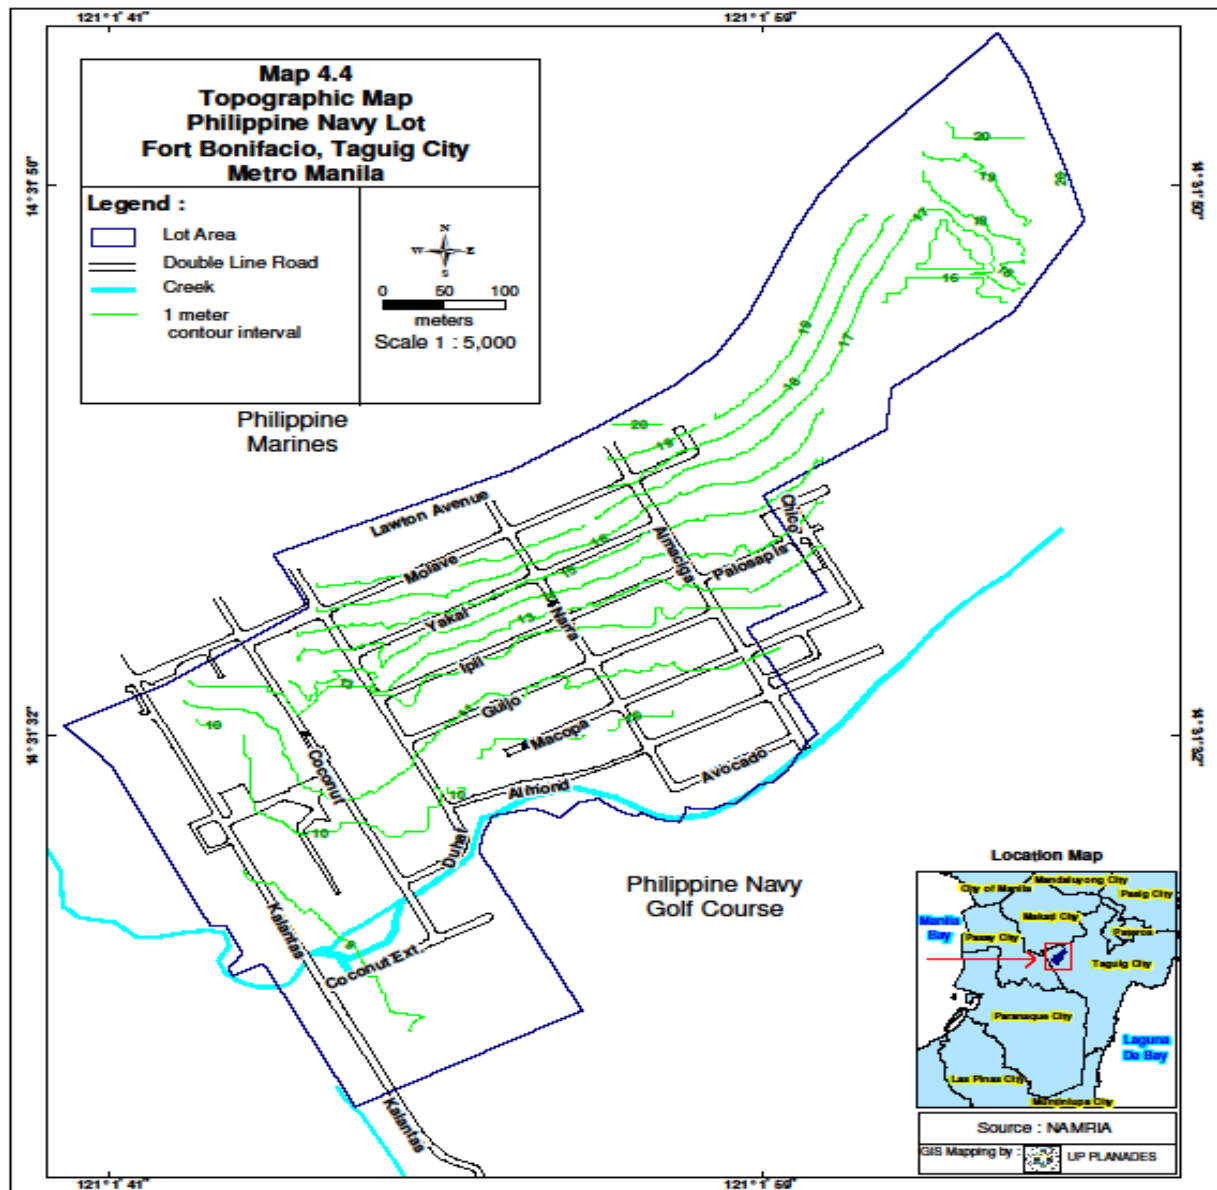 121° 1' 41"
121° 1' 59"
Map 4.4
Topographic Map
Philippine Navy Lot
Fort Bonifacio, Taguig City
Metro Manila
Legend :
Lot Area
Double Line Road
Creek
1 meter
contour interval
N
W E
S
0 50 100
meters
Scale 1 : 5,000
14° 31' 50"
14° 31' 50"
20
19
20
18
17
16
16
19
17
18
Philippine
Marines
20
19
Lawton Avenue
Chico
Molave
16
Almaciga
Palosapis
15
Yakal
13
Narra
Ipil
12
Guijo
11
10
10
Macopa
14° 31' 32"
14° 31' 32"
Coconut
Avocado
Almond
10
10
Duhat
Kalantas
9
Coconut Ext.
Philippine Navy
Golf Course
Kalantas
Location Map
Mandaluyong City
City of Manila
Pasig City
Manila
Bay
Makati City
Pateros
Pasay City
Taguig City
Paranaque City
Laguna
De Bay
Las Pinas City
Muntinlupa City
Source : NAMRIA
GIS Mapping by :
UP PLANADES
121° 1' 41"
121° 1' 59"